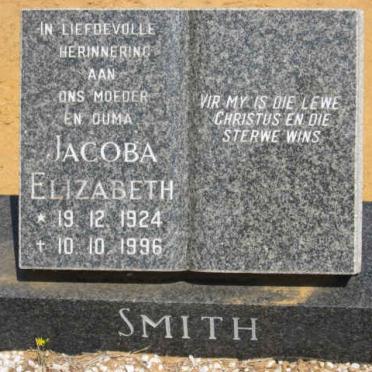 IN LIEFDEVOLLE
HERINNERING
AAN
ONS MOEDER
EN OUMA
JACOBA
ELIZABETH
* 19 12 1924
+ 10 10 1996
VIR MY IS DIE LEWE
CHRISTUS EN DIE
STERWE WINS
SMITH